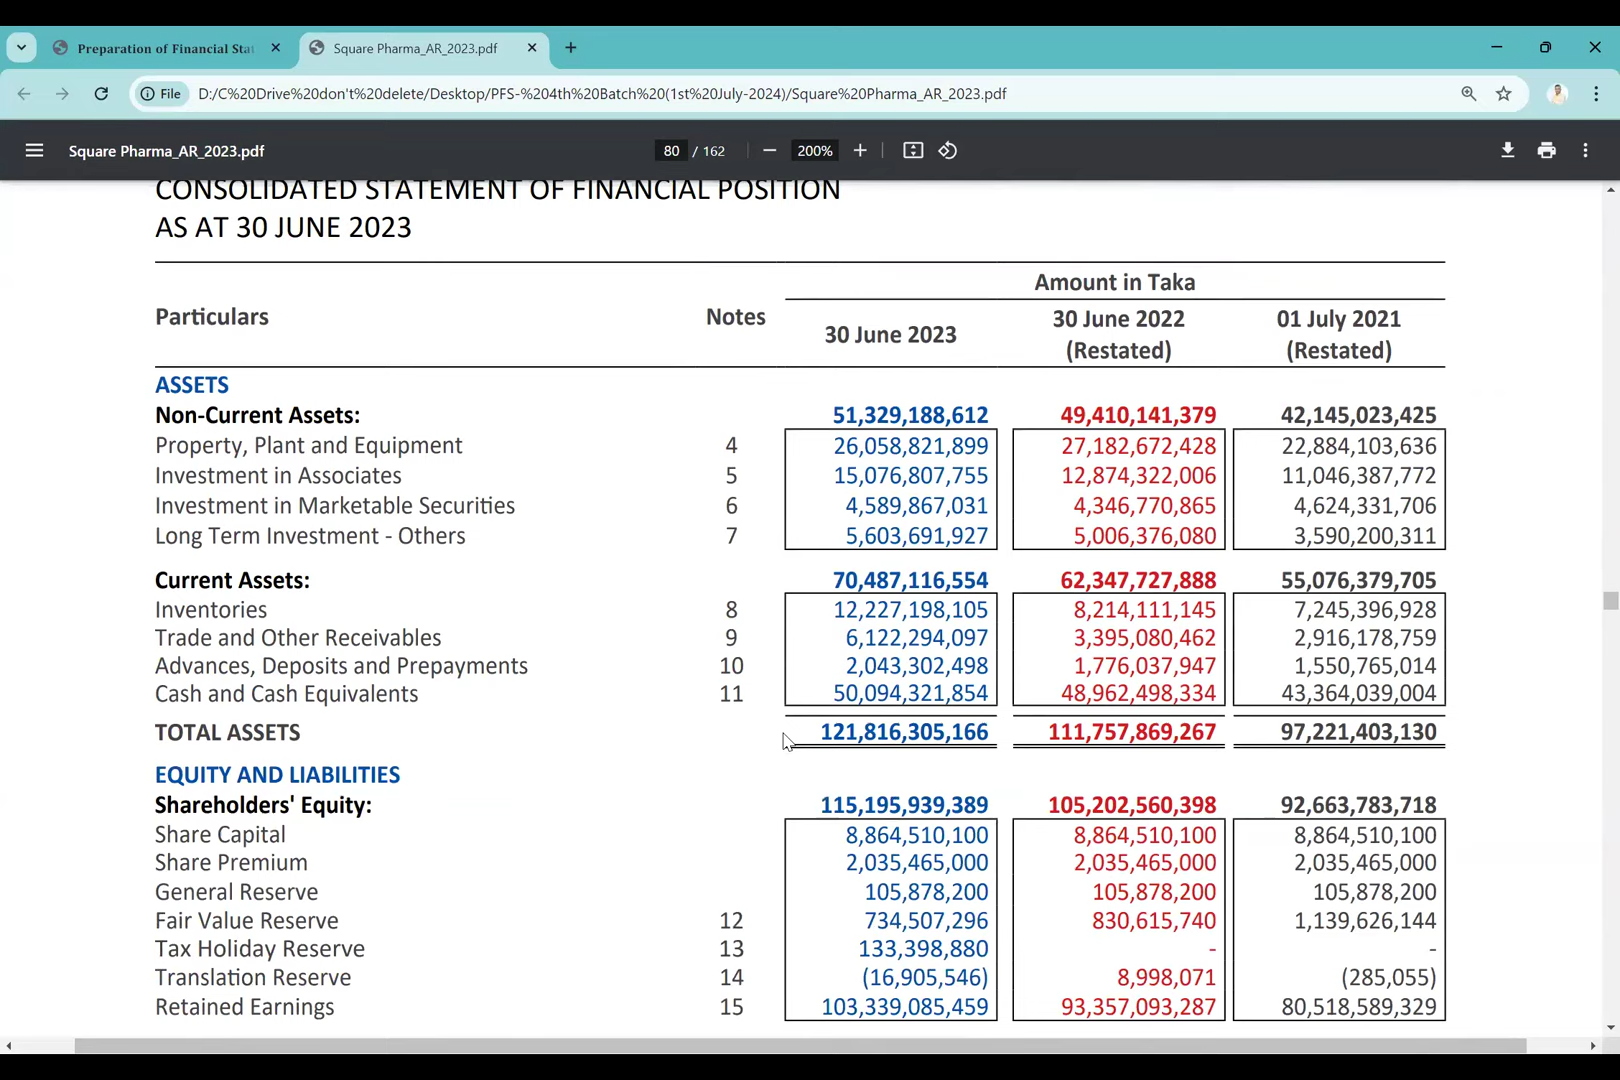 Preparation of Financial Stat
Square Pharma_AR_2023.pdf
File D:/C%20Drive%20don't%20delete/Desktop/PFS-%204th%20Batch%20(1st%20July-2024)/Square%20Pharma_AR_2023.pdf
Square Pharma_AR_2023.pdf 80 / 162 200%
CONSOLIDATED STATEMENT OF FINANCIAL POSITION
AS AT 30 JUNE 2023
Amount in Taka
Particulars Notes 30 June 2023 30 June 2022 (Restated) 01 July 2021 (Restated)
ASSETS
Non-Current Assets: 51,329,188,612 49,410,141,379 42,145,023,425
Property, Plant and Equipment 4 26,058,821,899 27,182,672,428 22,884,103,636
Investment in Associates 5 15,076,807,755 12,874,322,006 11,046,387,772
Investment in Marketable Securities 6 4,589,867,031 4,346,770,865 4,624,331,706
Long Term Investment - Others 7 5,603,691,927 5,006,376,080 3,590,200,311
Current Assets: 70,487,116,554 62,347,727,888 55,076,379,705
Inventories 8 12,227,198,105 8,214,111,145 7,245,396,928
Trade and Other Receivables 9 6,122,294,097 3,395,080,462 2,916,178,759
Advances, Deposits and Prepayments 10 2,043,302,498 1,776,037,947 1,550,765,014
Cash and Cash Equivalents 11 50,094,321,854 48,962,498,334 43,364,039,004
TOTAL ASSETS 121,816,305,166 111,757,869,267 97,221,403,130
EQUITY AND LIABILITIES
Shareholders' Equity: 115,195,939,389 105,202,560,398 92,663,783,718
Share Capital 8,864,510,100 8,864,510,100 8,864,510,100
Share Premium 2,035,465,000 2,035,465,000 2,035,465,000
General Reserve 105,878,200 105,878,200 105,878,200
Fair Value Reserve 12 734,507,296 830,615,740 1,139,626,144
Tax Holiday Reserve 13 133,398,880 - -
Translation Reserve 14 (16,905,546) 8,998,071 (285,055)
Retained Earnings 15 103,339,085,459 93,357,093,287 80,518,589,329